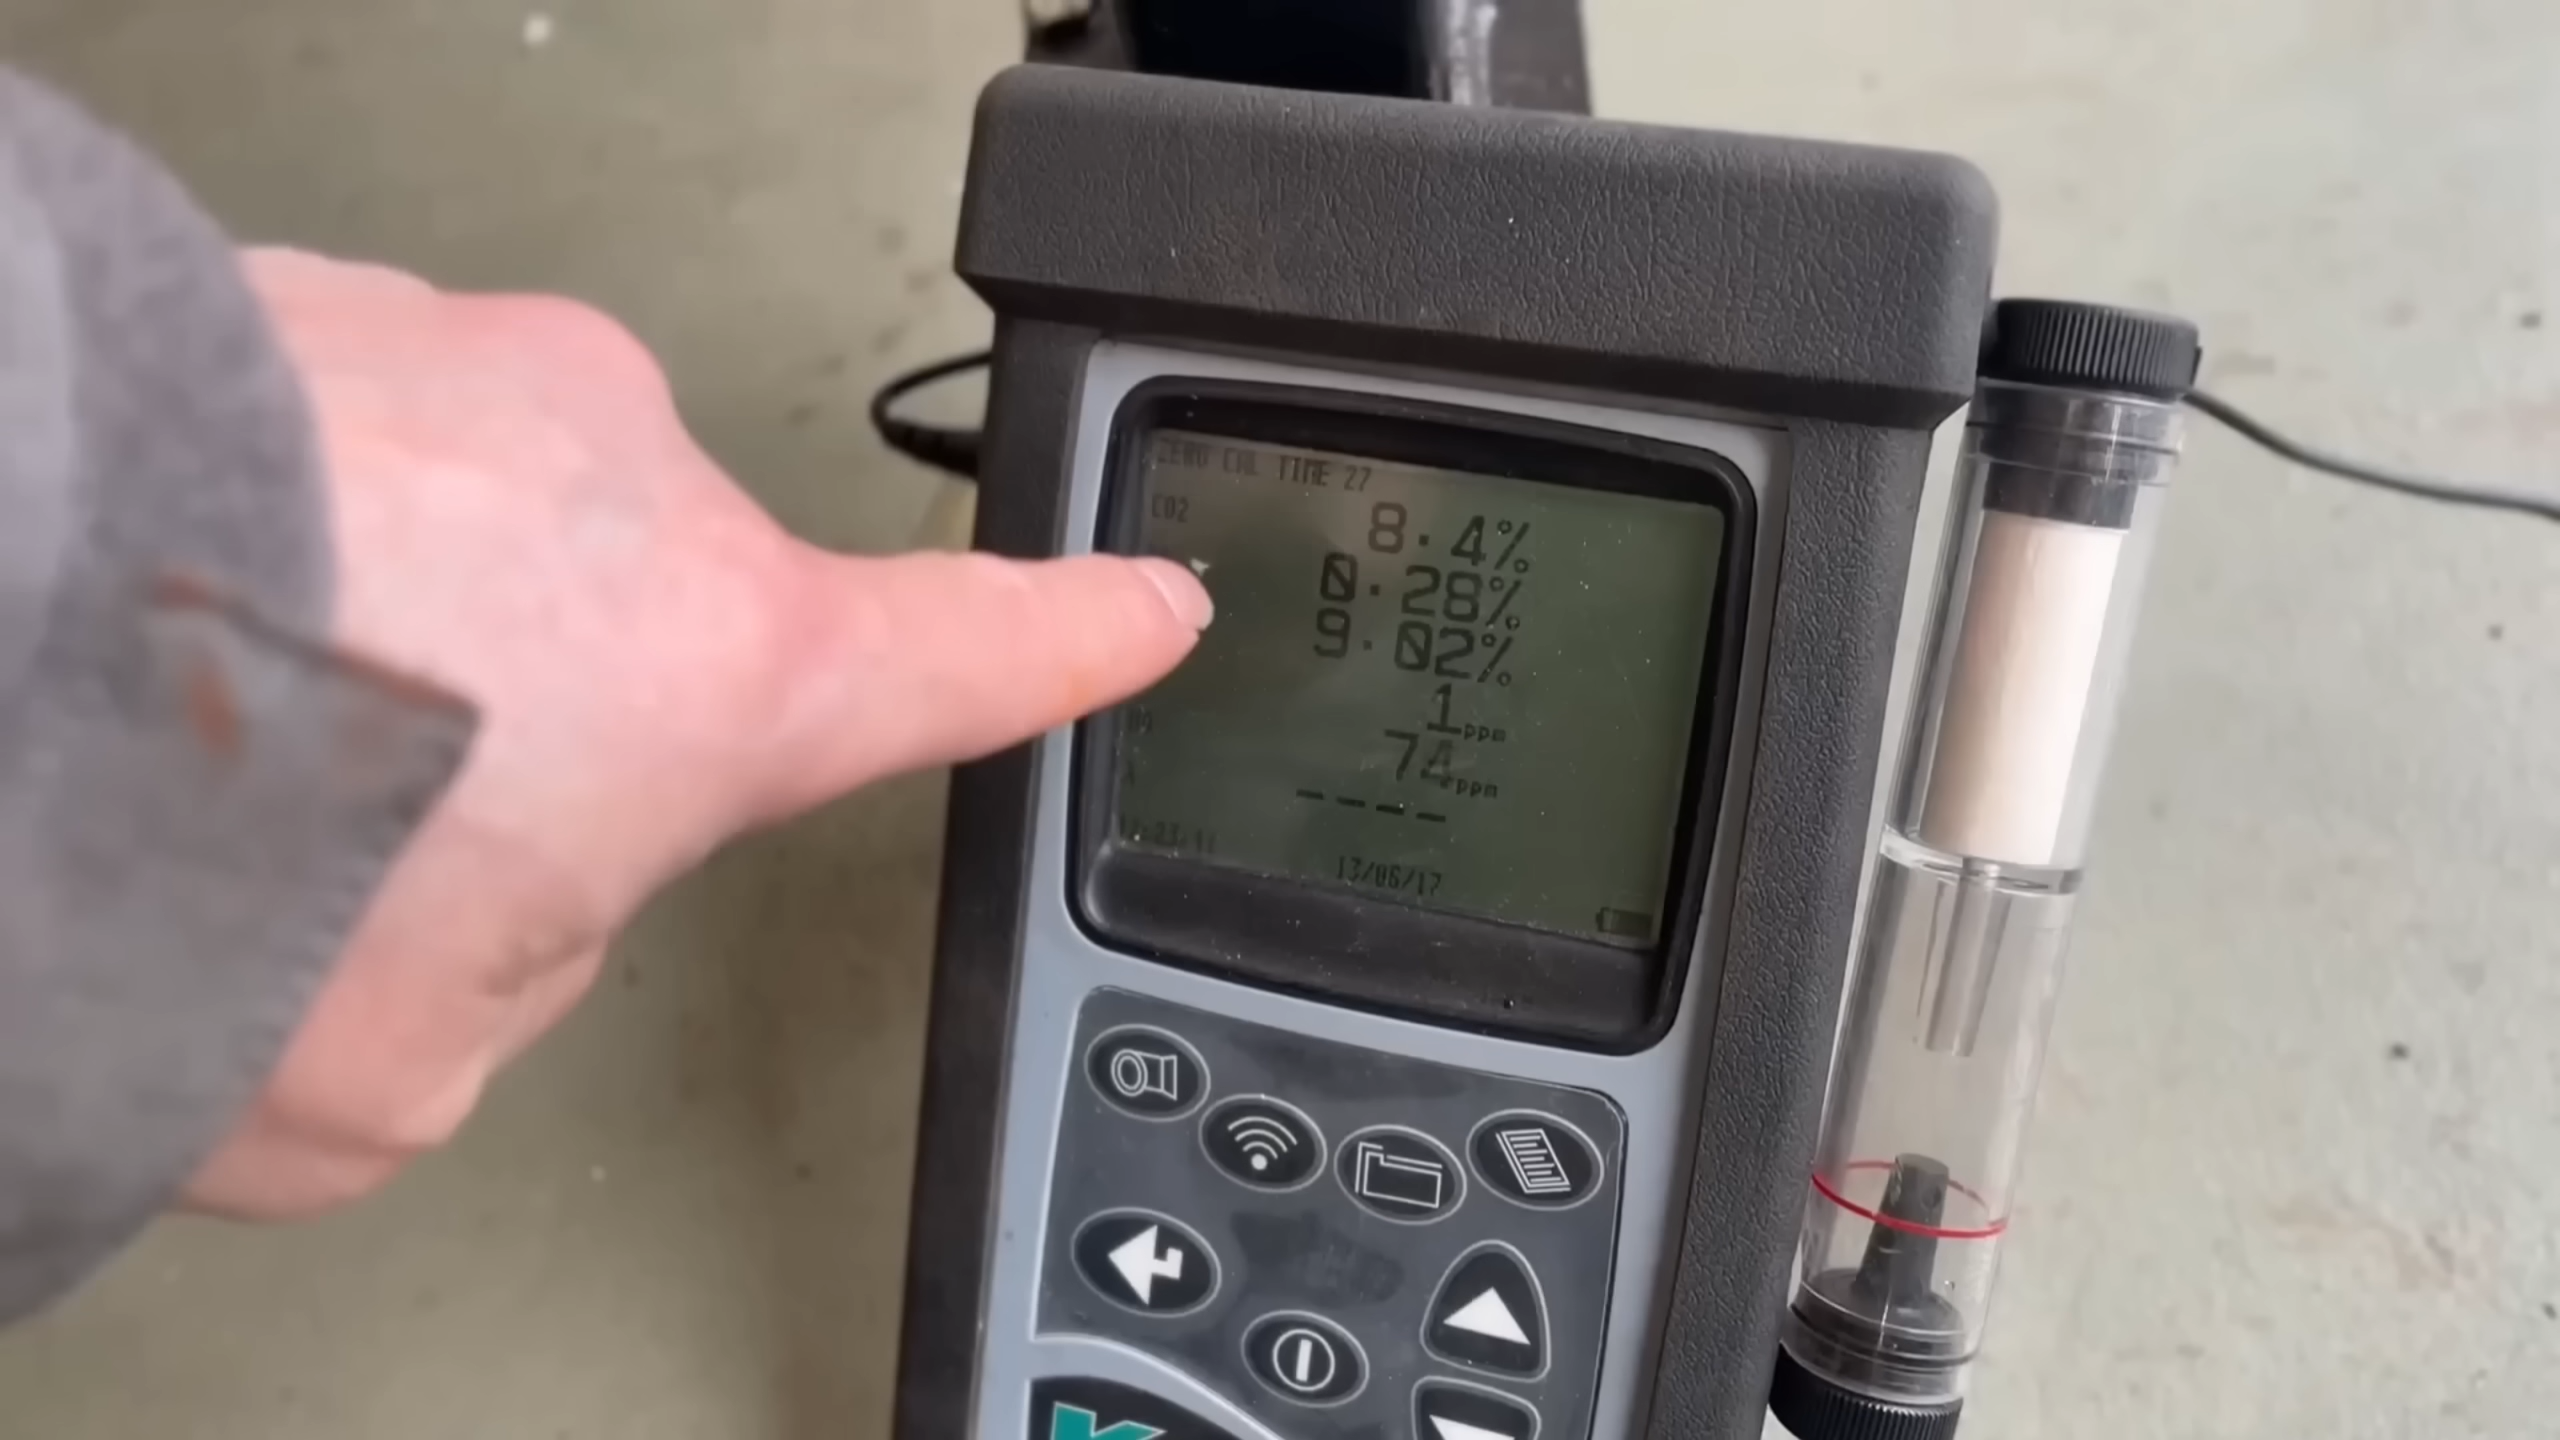 ZERO CAL TIME 27
CO2 8.4%
0.28%
9.02%
1ppm
74ppm
----
13/06/17
K